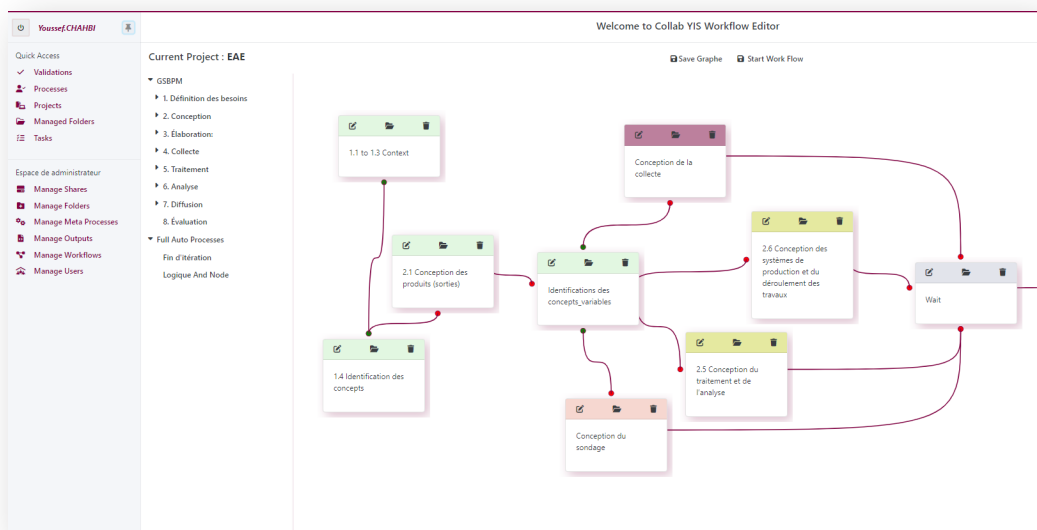 Youssef.CHAHBI
Welcome to Collab YIS Workflow Editor
Quick Access
Validations
Processes
Projects
Managed Folders
Tasks
Espace de administrateur
Manage Shares
Manage Folders
Manage Meta Processes
Manage Outputs
Manage Workflows
Manage Users
Current Project : EAE
Save Graphe
Start Work Flow
GSBPM
1. Définition des besoins
2. Conception
3. Élaboration:
4. Collecte
5. Traitement
6. Analyse
7. Diffusion
8. Évaluation
Full Auto Processes
Fin d'itération
Logique And Node
1.1 to 1.3 Context
Conception de la
collecte
2.1 Conception des
produits (sorties)
Identifications des
concepts_variables
2.6 Conception des
systèmes de
production et du
déroulement des
travaux
Wait
1.4 Identification des
concepts
2.5 Conception du
traitement et de
l'analyse
Conception du
sondage